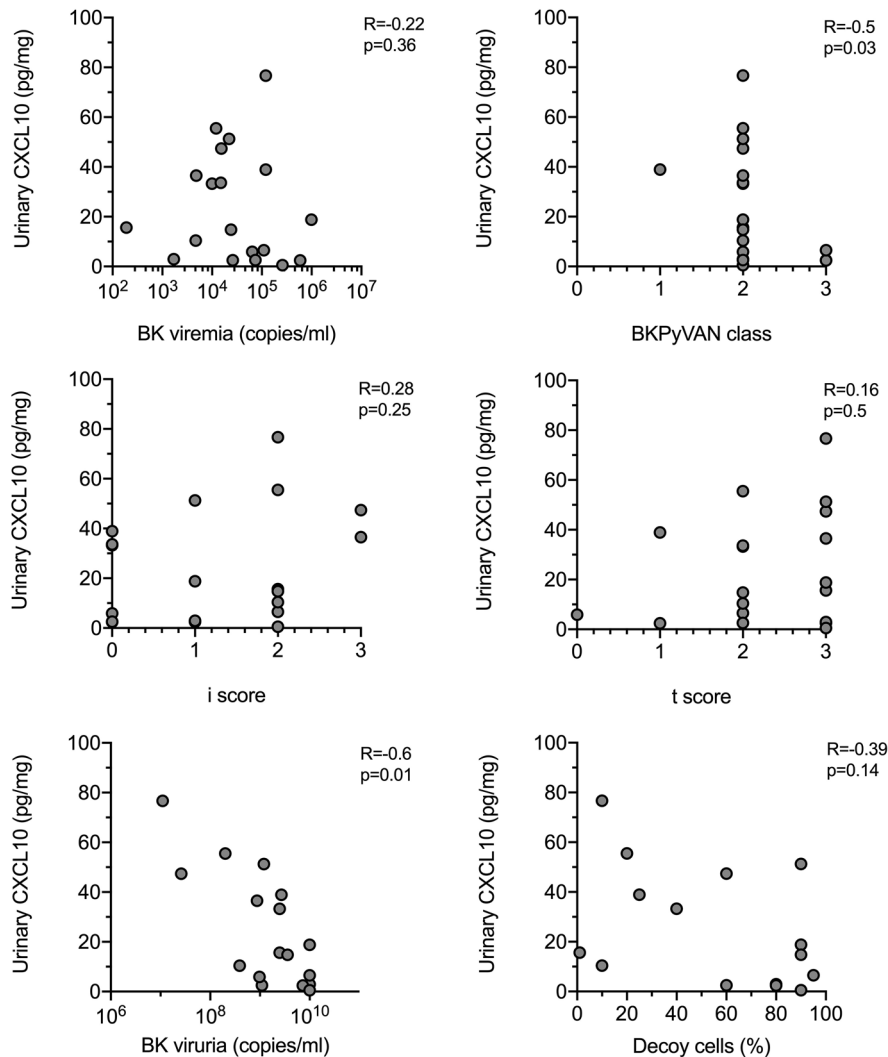 R=-0.22
p=0.36
Urinary CXCL10 (pg/mg)
100
80
60
40
20
0
10² 10³ 10⁴ 10⁵ 10⁶ 10⁷
BK viremia (copies/ml)
R=-0.5
p=0.03
Urinary CXCL10 (pg/mg)
100
80
60
40
20
0
0 1 2 3
BKPyVAN class
R=0.28
p=0.25
Urinary CXCL10 (pg/mg)
100
80
60
40
20
0
0 1 2 3
i score
R=0.16
p=0.5
Urinary CXCL10 (pg/mg)
100
80
60
40
20
0
0 1 2 3
t score
R=-0.6
p=0.01
Urinary CXCL10 (pg/mg)
100
80
60
40
20
0
10⁶ 10⁸ 10¹⁰
BK viruria (copies/ml)
R=-0.39
p=0.14
Urinary CXCL10 (pg/mg)
100
80
60
40
20
0
0 20 40 60 80 100
Decoy cells (%)